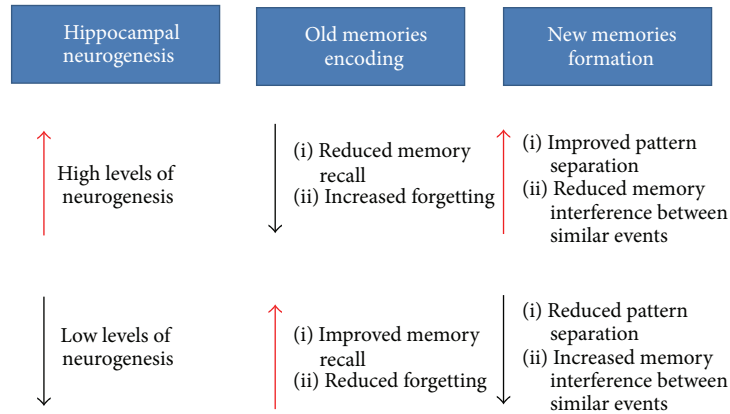 Hippocampal
neurogenesis
Old memories
encoding
New memories
formation
High levels of
neurogenesis
(i) Reduced memory
recall
(ii) Increased forgetting
(i) Improved pattern
separation
(ii) Reduced memory
interference between
similar events
Low levels of
neurogenesis
(i) Improved memory
recall
(ii) Reduced forgetting
(i) Reduced pattern
separation
(ii) Increased memory
interference between
similar events